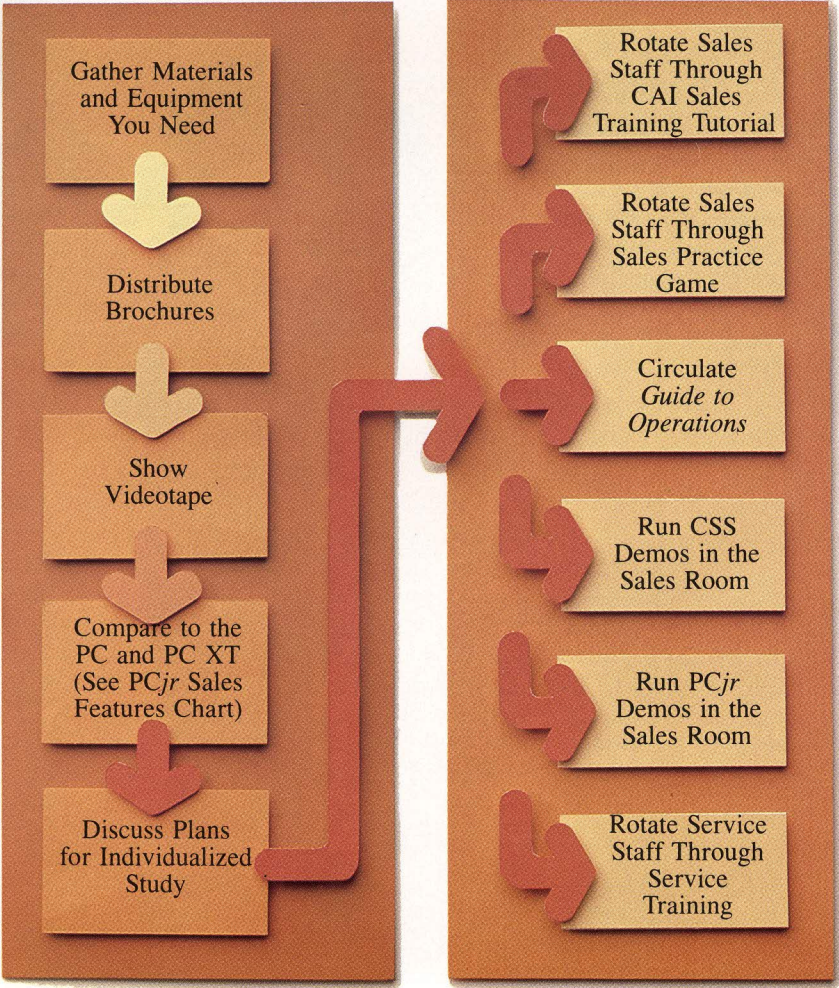 Gather Materials
and Equipment
You Need
Distribute
Brochures
Show
Videotape
Compare to the
PC and PC XT
(See PCjr Sales
Features Chart)
Discuss Plans
for Individualized
Study
Rotate Sales
Staff Through
CAI Sales
Training Tutorial
Rotate Sales
Staff Through
Sales Practice
Game
Circulate
Guide to
Operations
Run CSS
Demos in the
Sales Room
Run PCjr
Demos in the
Sales Room
Rotate Service
Staff Through
Service
Training